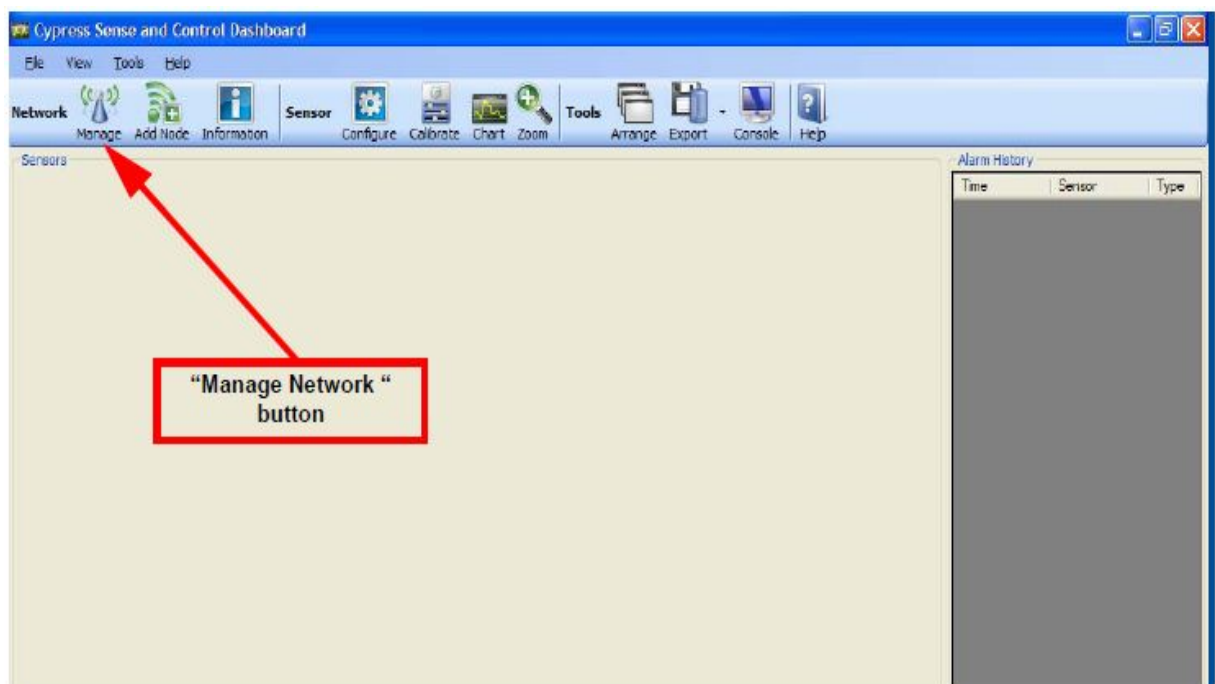 Cypress Sense and Control Dashboard
File View Tools Help
Network Manage Add Node Information Sensor Configure Calibrate Chart Zoom Tools Arrange Export Console Help
Sensors
Alarm History
Time Sensor Type
“Manage Network “
button